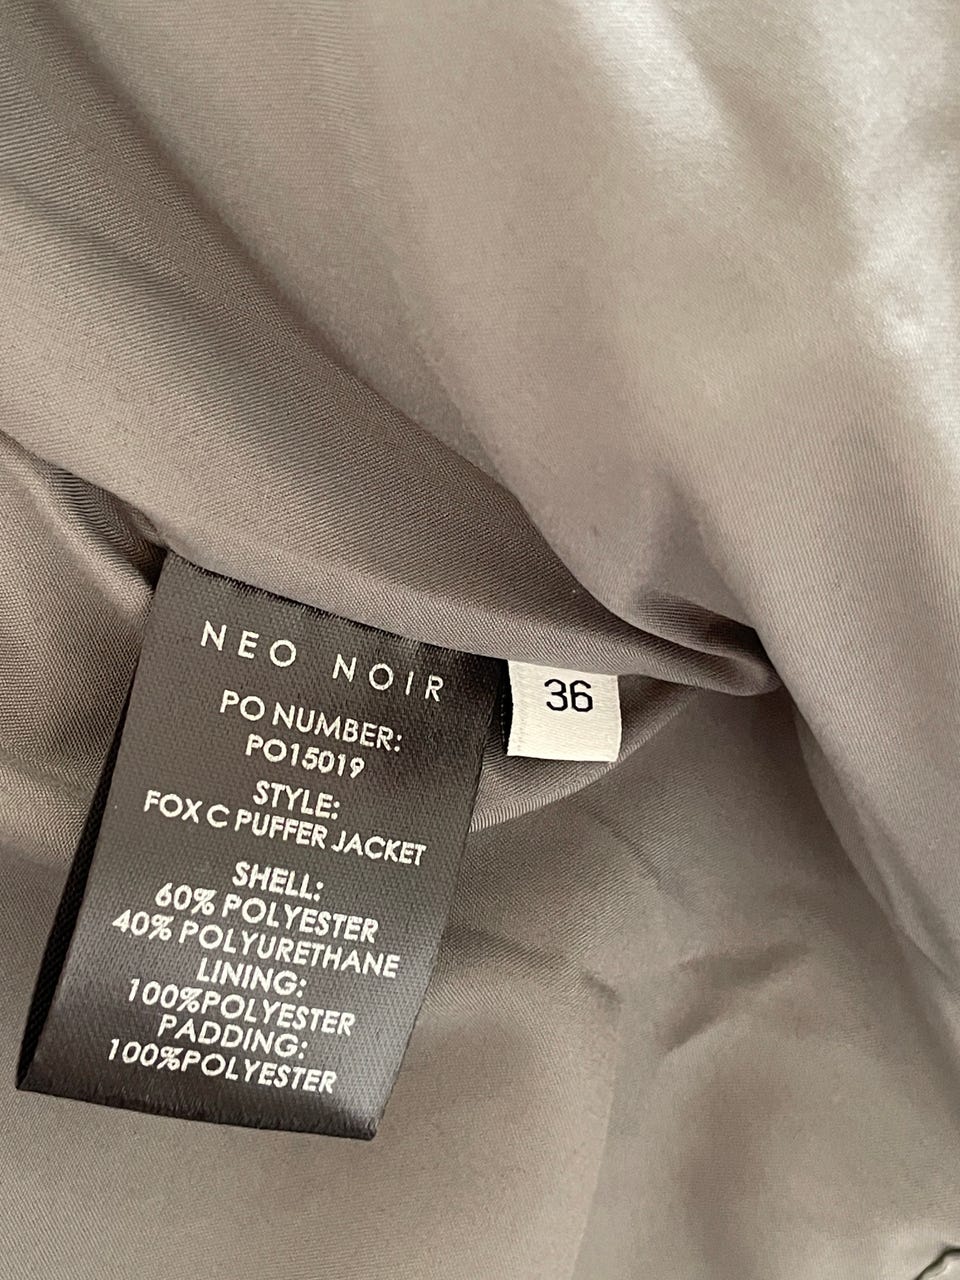 NEO NOIR
PO NUMBER:
PO15019
STYLE:
FOX C PUFFER JACKET
SHELL:
60% POLYESTER
40% POLYURETHANE
LINING:
100%POLYESTER
PADDING:
100%POLYESTER
36